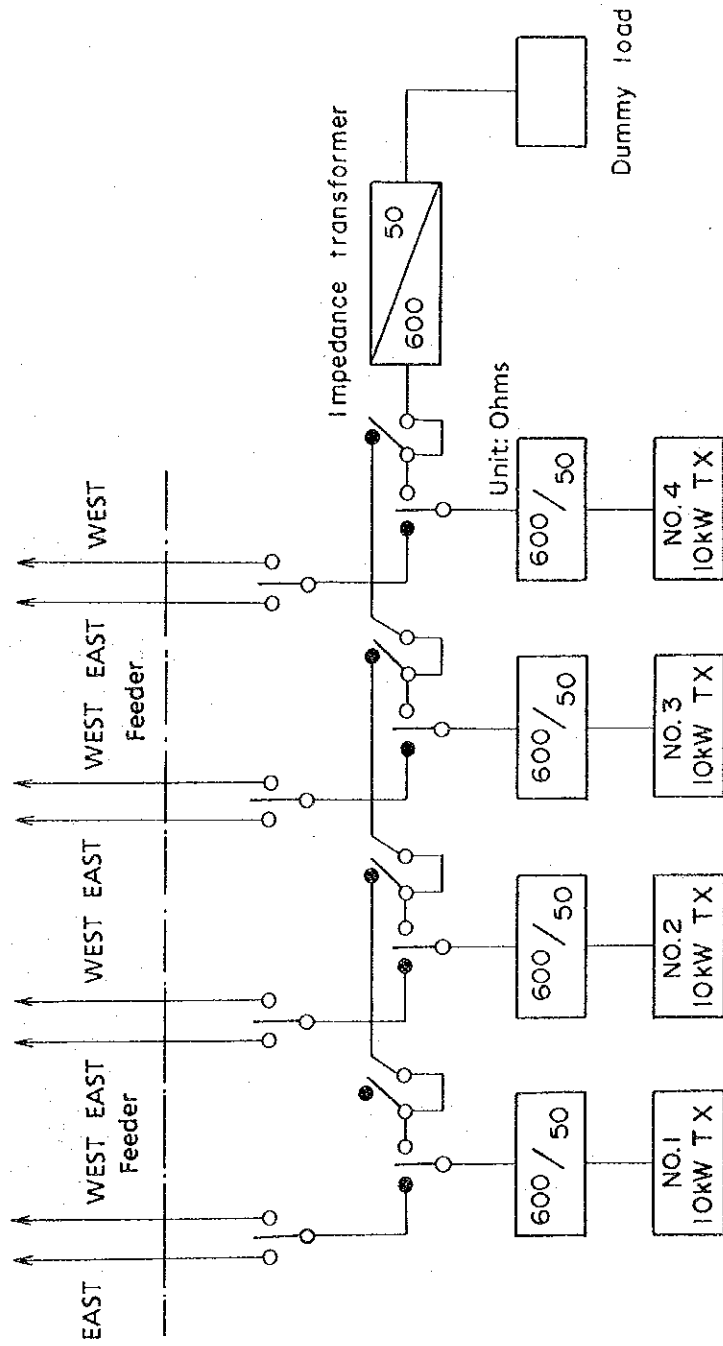 EAST WEST EAST WEST EAST WEST EAST WEST
Feeder Feeder
Impedance transformer
600 50
Unit: Ohms
Dummy load
600/50 600/50 600/50 600/50
NO.1 NO.2 NO.3 NO.4
10kW TX 10kW TX 10kW TX 10kW TX